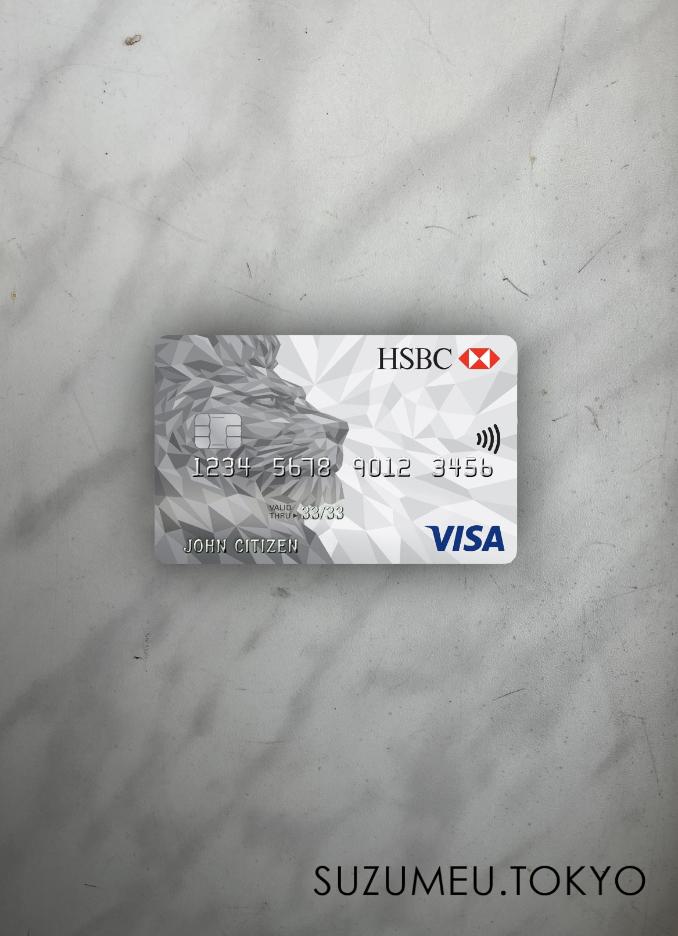 HSBC
1234 5678 9012 3456
VALID
THRU 33/33
JOHN CITIZEN
VISA
SUZUMEU.TOKYO